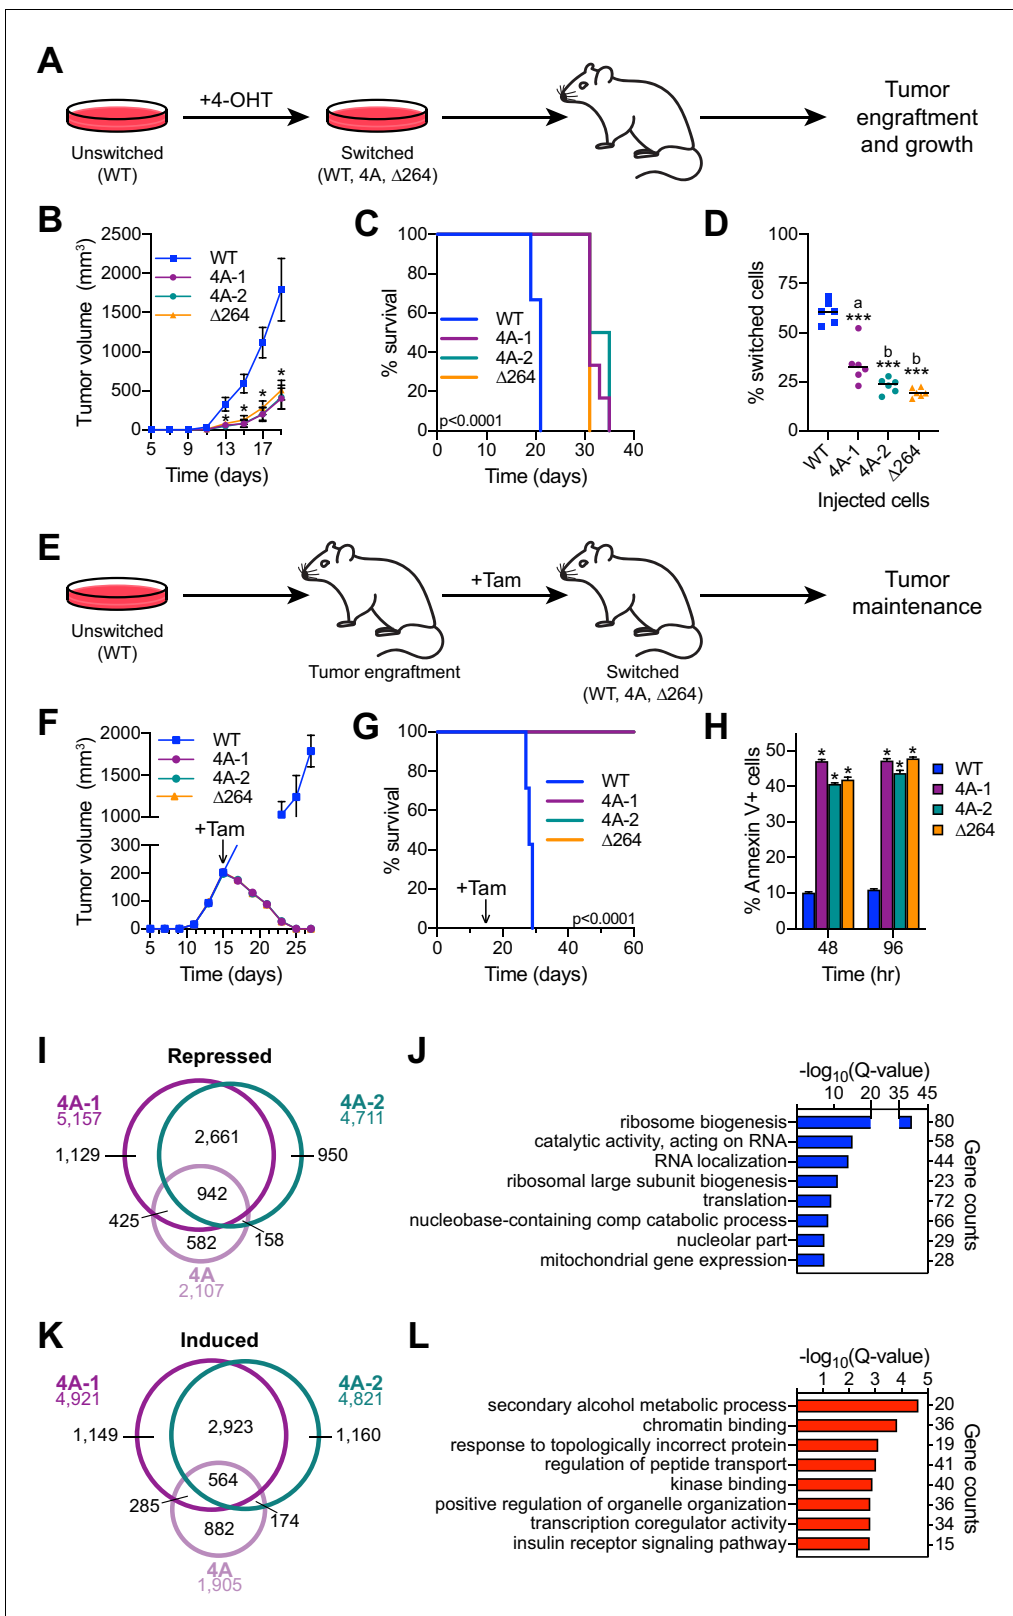 A
+4-OHT
Unswitched
(WT)
Switched
(WT, 4A, Δ264)
Tumor
engraftment
and growth
B
Tumor volume (mm³)
2500
2000
1500
1000
500
0
WT
4A-1
4A-2
Δ264
* * * *
5 9 13 17
Time (days)
C
% survival
100
80
60
40
20
0
WT
4A-1
4A-2
Δ264
p<0.0001
0 10 20 30 40
Time (days)
D
% switched cells
100
75
50
25
0
a
***
b
***
b
***
WT 4A-1 4A-2 Δ264
Injected cells
E
Unswitched
(WT)
Tumor engraftment
+Tam
Switched
(WT, 4A, Δ264)
Tumor
maintenance
F
Tumor volume (mm³)
2000
1500
1000
300
200
100
0
WT
4A-1
4A-2
Δ264
+Tam
5 10 15 20 25
Time (days)
G
% survival
100
80
60
40
20
0
WT
4A-1
4A-2
Δ264
+Tam
p<0.0001
0 20 40 60
Time (days)
H
% Annexin V+ cells
50
40
30
20
10
0
* * * * * *
WT
4A-1
4A-2
Δ264
48 96
Time (hr)
I
Repressed
4A-1
5,157
4A-2
4,711
2,661
1,129
950
942
425
582
158
4A
2,107
J
-log10(Q-value)
10 20 35 45
ribosome biogenesis 80
catalytic activity, acting on RNA 58
RNA localization 44
ribosomal large subunit biogenesis 23
translation 72
nucleobase-containing comp catabolic process 66
nucleolar part 29
mitochondrial gene expression 28
Gene counts
K
Induced
4A-1
4,921
4A-2
4,821
2,923
1,149
1,160
564
285
882
174
4A
1,905
L
-log10(Q-value)
1 2 3 4 5
secondary alcohol metabolic process 20
chromatin binding 36
response to topologically incorrect protein 19
regulation of peptide transport 41
kinase binding 40
positive regulation of organelle organization 36
transcription coregulator activity 34
insulin receptor signaling pathway 15
Gene counts